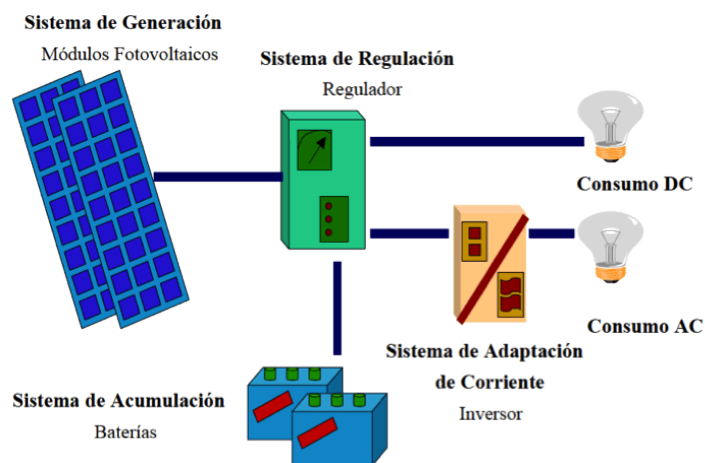 Sistema de Generación
Módulos Fotovoltaicos
Sistema de Regulación
Regulador
Consumo DC
Consumo AC
Sistema de Adaptación
de Corriente
Inversor
Sistema de Acumulación
Baterías